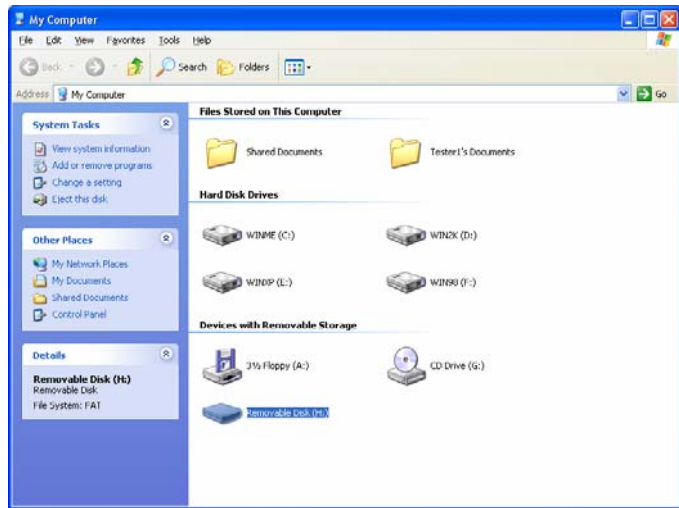 My Computer
File Edit View Favorites Tools Help
Back Search Folders
Address My Computer Go
System Tasks
View system information
Add or remove programs
Change a setting
Eject this disk
Other Places
My Network Places
My Documents
Shared Documents
Control Panel
Details
Removable Disk (H:)
Removable Disk
File System: FAT
Files Stored on This Computer
Shared Documents Tester1's Documents
Hard Disk Drives
WINME (C:) WIN2K (D:)
WINXP (E:) WIN98 (F:)
Devices with Removable Storage
3½ Floppy (A:) CD Drive (G:)
Removable Disk (H:)